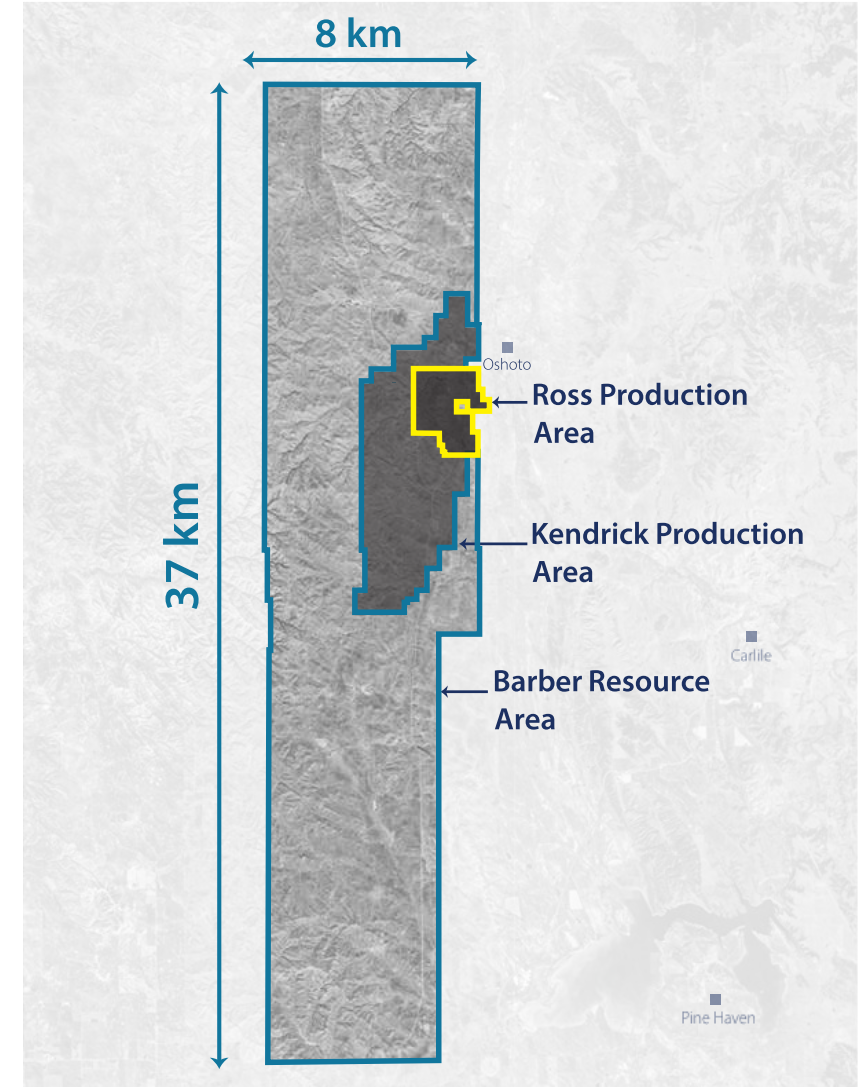 8 km
Oshoto
Ross Production
Area
37 km
Kendrick Production
Area
Carlile
Barber Resource
Area
Pine Haven